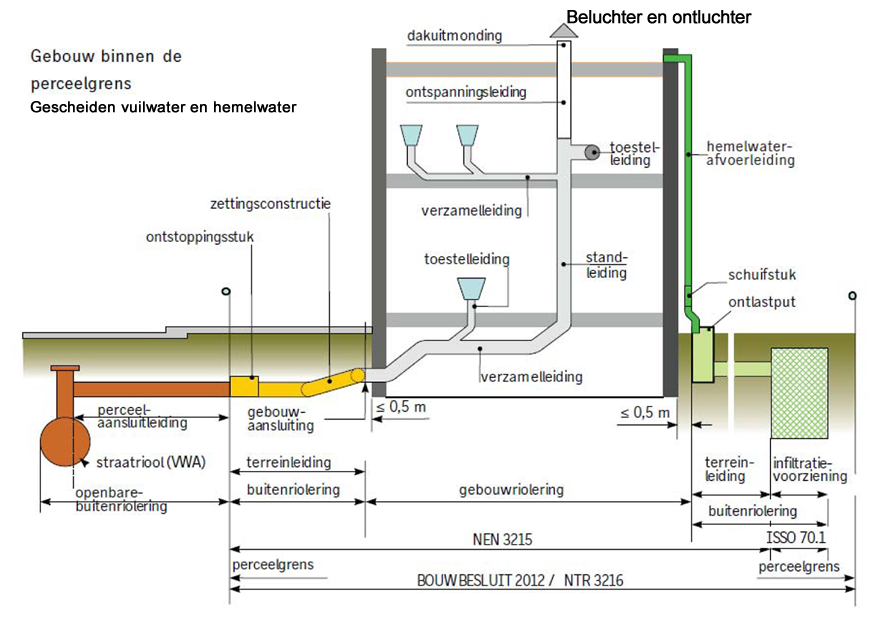 Beluchter en ontluchter
dakuitmonding
Gebouw binnen de
perceelgrens
Gescheiden vuilwater en hemelwater
ontspanningsleiding
toestel-
leiding
hemelwater-
afvoerleiding
zettingsconstructie
verzamelleiding
ontstoppingsstuk
toestelleiding
stand-
leiding
schuifstuk
ontlastput
verzamelleiding
perceel-
aansluitleiding
gebouw-
aansluiting
≤ 0,5 m
≤ 0,5 m
straatriool (VWA)
terreinleiding
terrein-
leiding
infiltratie-
voorziening
openbare-
buitenriolering
buitenriolering
gebouwriolering
buitenriolering
NEN 3215
ISSO 70.1
perceelgrens
perceelgrens
BOUWBESLUIT 2012 / NTR 3216